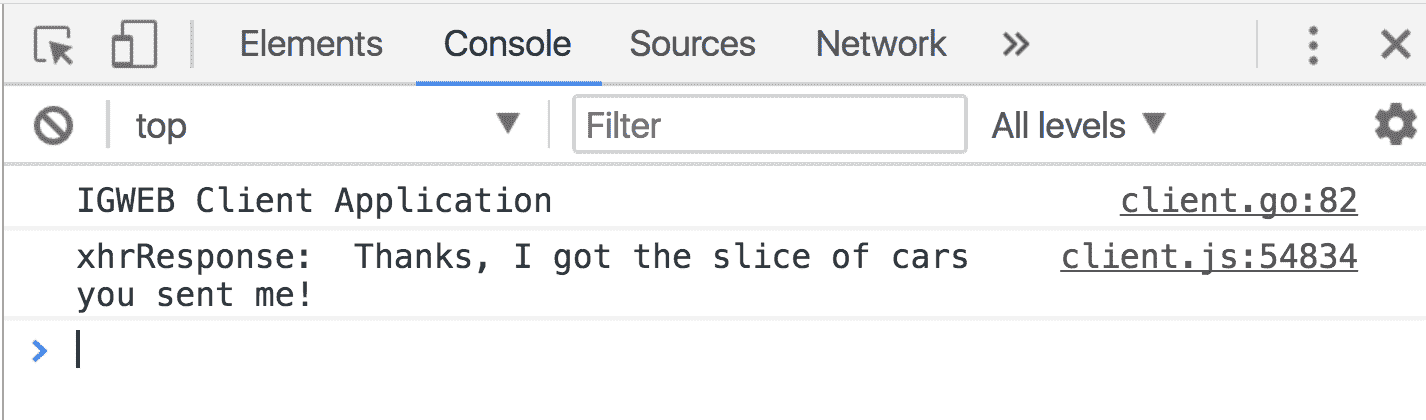 Elements Console Sources Network
top Filter All levels
IGWEB Client Application client.go:82
xhrResponse:  Thanks, I got the slice of cars client.js:54834
you sent me!